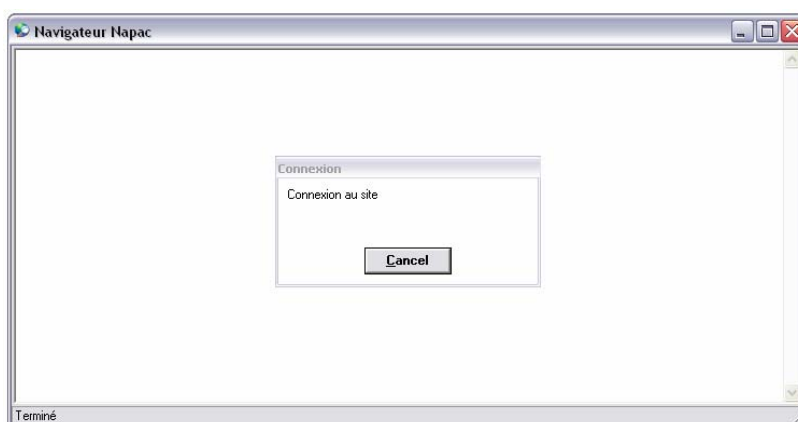 Navigateur Napac
Connexion
Connexion au site
Cancel
Terminé